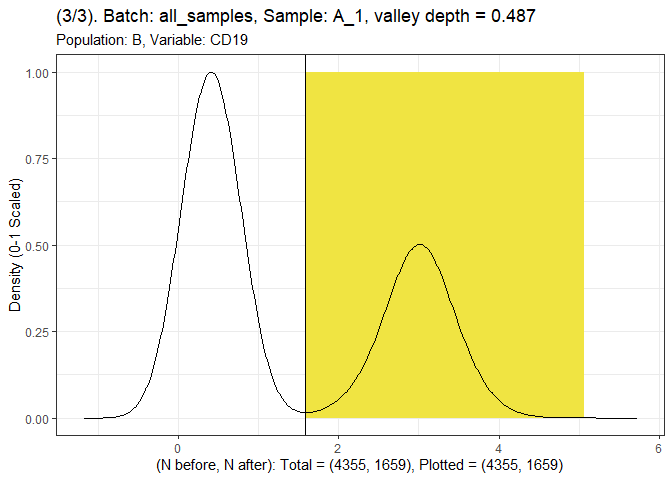 (3/3). Batch: all_samples, Sample: A_1, valley depth = 0.487
Population: B, Variable: CD19
Density (0-1 Scaled)
1.00
0.75
0.50
0.25
0.00
0
2
4
6
(N before, N after): Total = (4355, 1659), Plotted = (4355, 1659)